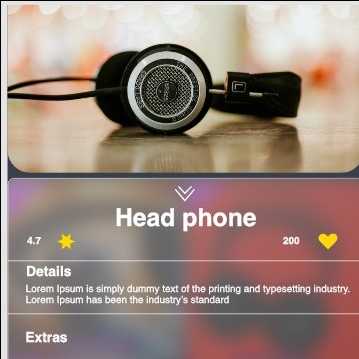 Head phone
4.7
200
Details
Lorem Ipsum is simply dummy text of the printing and typesetting industry.
Lorem Ipsum has been the industry's standard
Extras